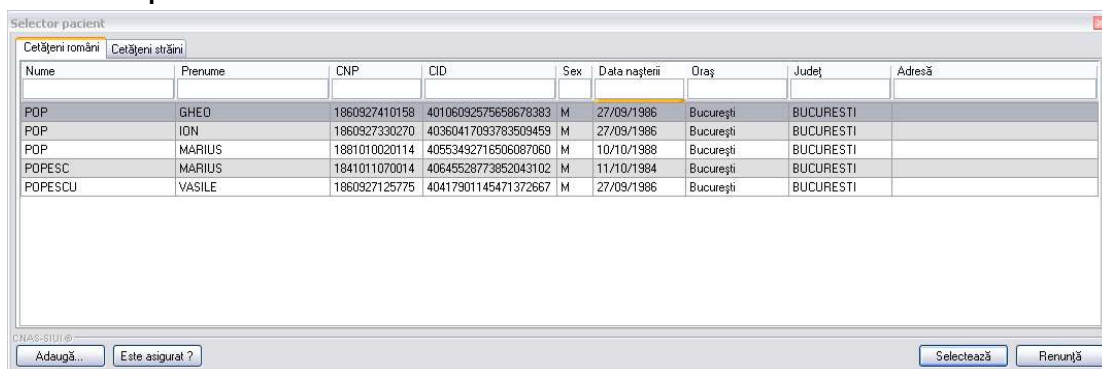 Selector pacient
Cetăţeni români Cetăţeni străini
Nume Prenume CNP CID Sex Data naşterii Oraş Judeţ Adresă
POP GHEO 1860927410158 40106092575658678383 M 27/09/1986 Bucureşti BUCURESTI
POP ION 1860927330270 40360417093783509459 M 27/09/1986 Bucureşti BUCURESTI
POP MARIUS 1881010020114 40553492716506087060 M 10/10/1988 Bucureşti BUCURESTI
POPESC MARIUS 1841011070014 40645528773852043102 M 11/10/1984 Bucureşti BUCURESTI
POPESCU VASILE 1860927125775 40417901145471372667 M 27/09/1986 Bucureşti BUCURESTI
CNAS-SIUI ©
Adaugă... Este asigurat ? Selectează Renunţă